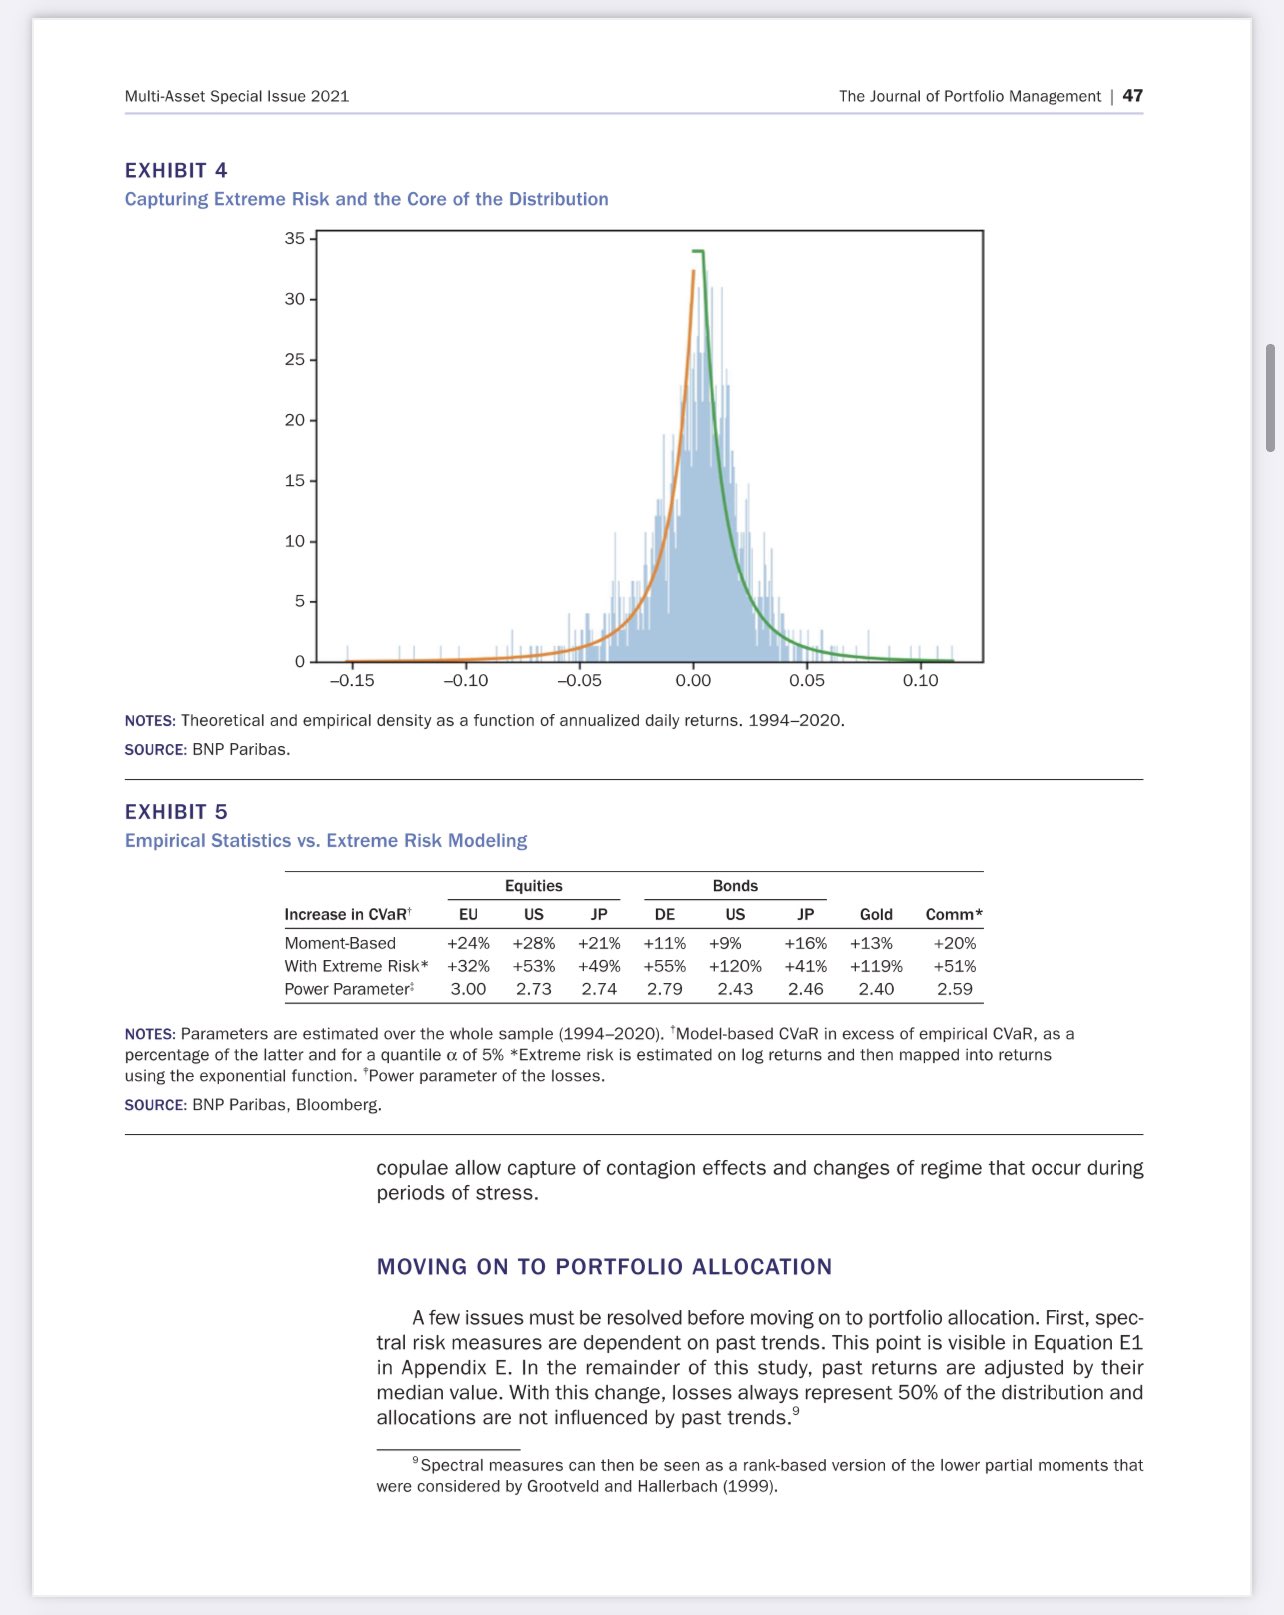 Multi-Asset Special Issue 2021 The Journal of Portfolio Management | 47
EXHIBIT 4
Capturing Extreme Risk and the Core of the Distribution
35
30
25
20
15
10
5
0
–0.15 –0.10 –0.05 0.00 0.05 0.10
NOTES: Theoretical and empirical density as a function of annualized daily returns. 1994–2020.
SOURCE: BNP Paribas.
EXHIBIT 5
Empirical Statistics vs. Extreme Risk Modeling
Equities Bonds
Increase in CVaR† EU US JP DE US JP Gold Comm*
Moment-Based +24% +28% +21% +11% +9% +16% +13% +20%
With Extreme Risk* +32% +53% +49% +55% +120% +41% +119% +51%
Power Parameter‡ 3.00 2.73 2.74 2.79 2.43 2.46 2.40 2.59
NOTES: Parameters are estimated over the whole sample (1994–2020). †Model-based CVaR in excess of empirical CVaR, as a
percentage of the latter and for a quantile α of 5% *Extreme risk is estimated on log returns and then mapped into returns
using the exponential function. ‡Power parameter of the losses.
SOURCE: BNP Paribas, Bloomberg.
copulae allow capture of contagion effects and changes of regime that occur during
periods of stress.
MOVING ON TO PORTFOLIO ALLOCATION
A few issues must be resolved before moving on to portfolio allocation. First, spec-
tral risk measures are dependent on past trends. This point is visible in Equation E1
in Appendix E. In the remainder of this study, past returns are adjusted by their
median value. With this change, losses always represent 50% of the distribution and
allocations are not influenced by past trends.9
9 Spectral measures can then be seen as a rank-based version of the lower partial moments that
were considered by Grootveld and Hallerbach (1999).